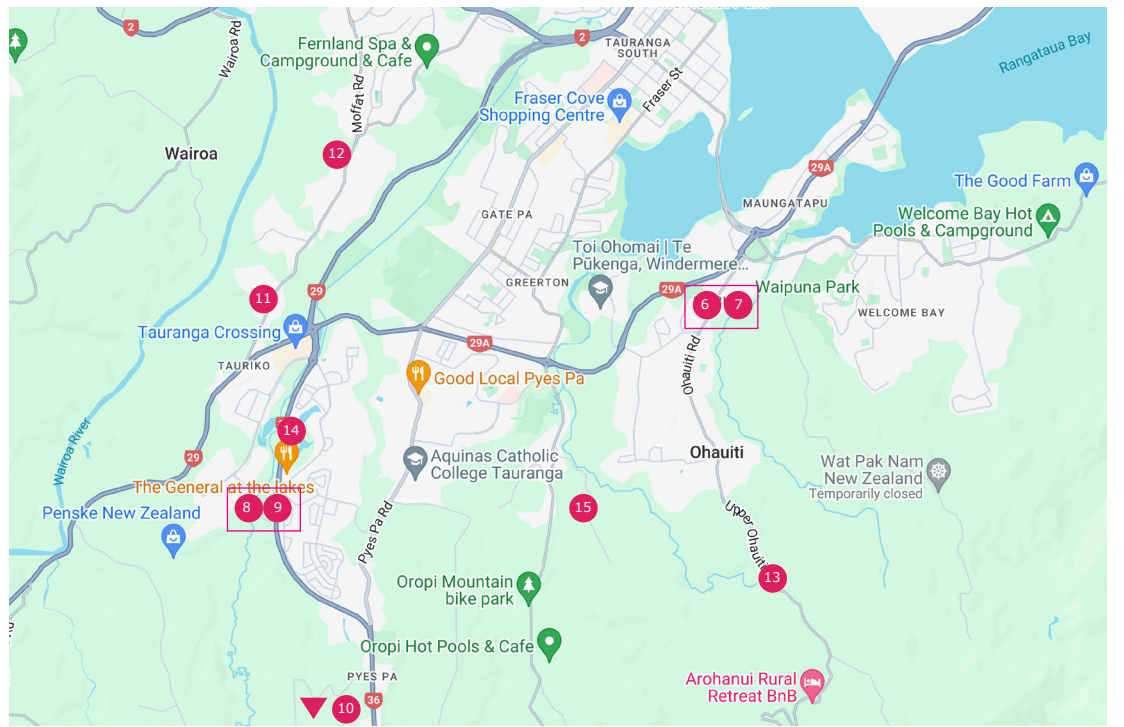 2
Wairoa Rd
Fernland Spa &
Campground & Cafe
Moffat Rd
2
TAURANGA
SOUTH
Fraser St
Rangataua Bay
Fraser Cove
Shopping Centre
12
Wairoa
29A
The Good Farm
MAUNGATAPU
GATE PA
Welcome Bay Hot
Pools & Campground
Toi Ohomai | Te
Pūkenga, Windermere...
GREERTON
29
11
29A
6
7
Waipuna Park
WELCOME BAY
Tauranga Crossing
29A
TAURIKO
Ohauiti Rd
Good Local Pyes Pa
14
Wairoa River
29
Aquinas Catholic
College Tauranga
Ohauiti
Wat Pak Nam
New Zealand
Temporarily closed
The General at the lakes
8
9
15
Penske New Zealand
Pyes Pa Rd
Upper Ohauiti
13
Oropi Mountain
bike park
Oropi Hot Pools & Cafe
PYES PA
36
10
Arohanui Rural
Retreat BnB